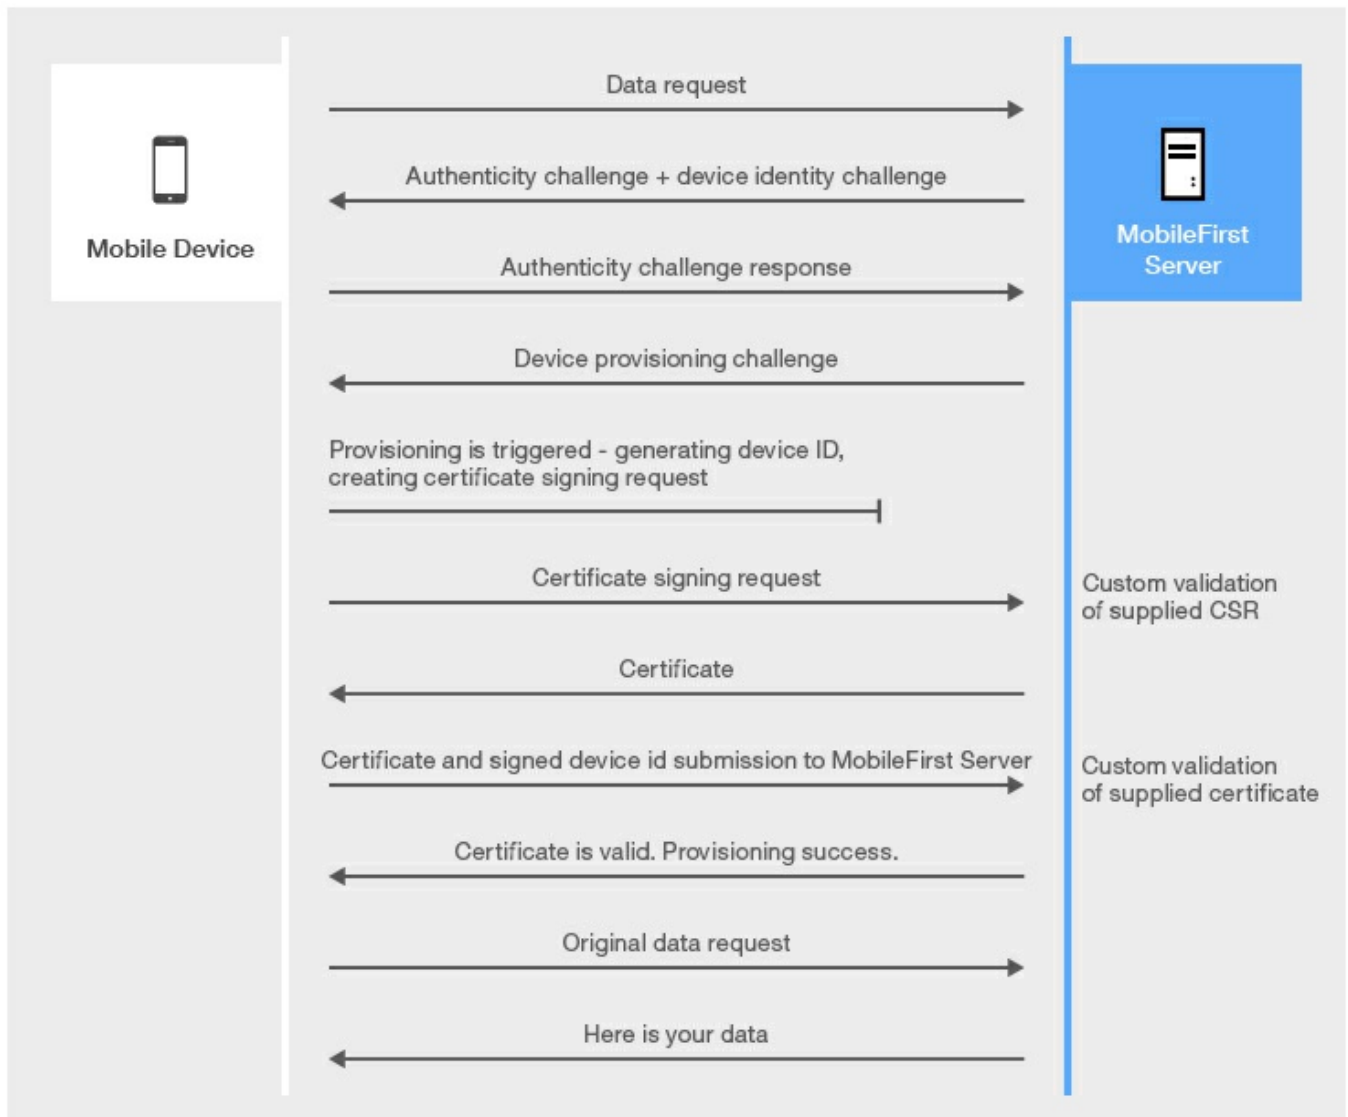 Data request
Authenticity challenge + device identity challenge
Mobile Device
MobileFirst
Server
Authenticity challenge response
Device provisioning challenge
Provisioning is triggered - generating device ID,
creating certificate signing request
Certificate signing request
Custom validation
of supplied CSR
Certificate
Certificate and signed device id submission to MobileFirst Server
Custom validation
of supplied certificate
Certificate is valid. Provisioning success.
Original data request
Here is your data